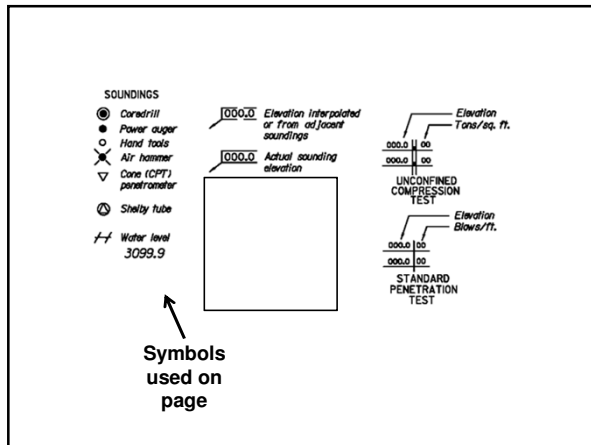 SOUNDINGS
Coredrill
Power auger
Hand tools
Air hammer
Cone (CPT)
penetrometer
Shelby tube
Water level
3099.9
000.0 Elevation interpolated
or from adjacent
soundings
000.0 Actual sounding
elevation
Elevation
Tons/sq. ft.
000.0 00
000.0 00
UNCONFINED
COMPRESSION
TEST
Elevation
Blows/ft.
000.0 00
000.0 00
STANDARD
PENETRATION
TEST
Symbols
used on
page